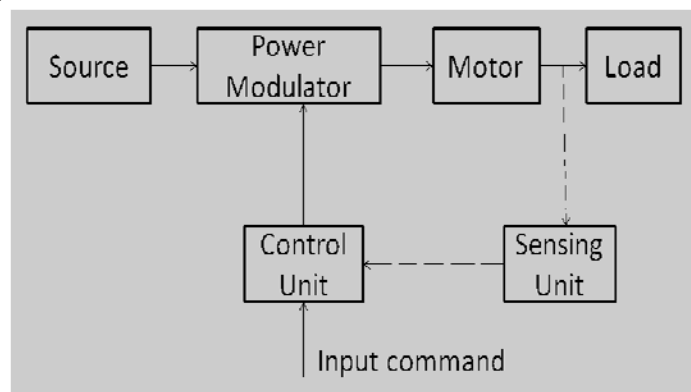 Source
Power
Modulator
Motor
Load
Control
Unit
Sensing
Unit
Input command